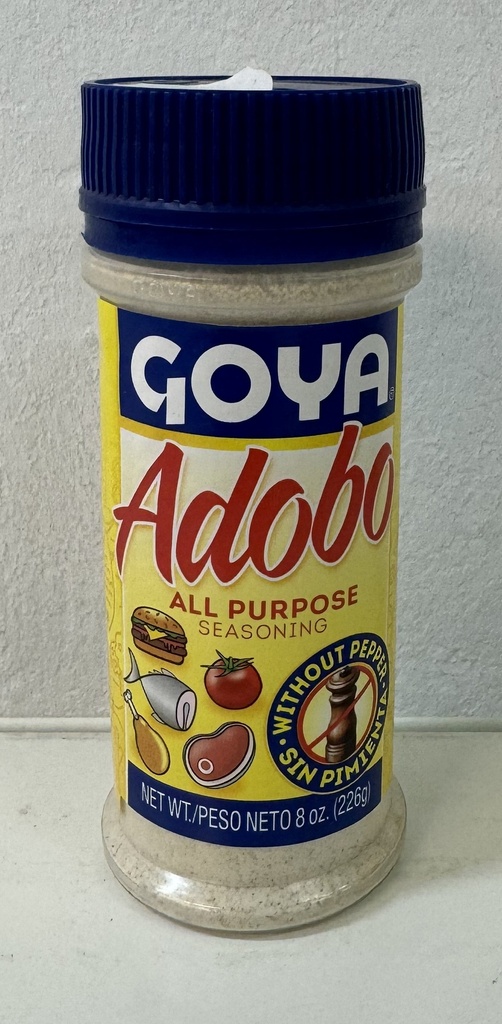 GOYA®
Adobo
ALL PURPOSE
SEASONING
• WITHOUT PEPPER •
SIN PIMIENTA
NET WT./PESO NETO 8 oz. (226g)